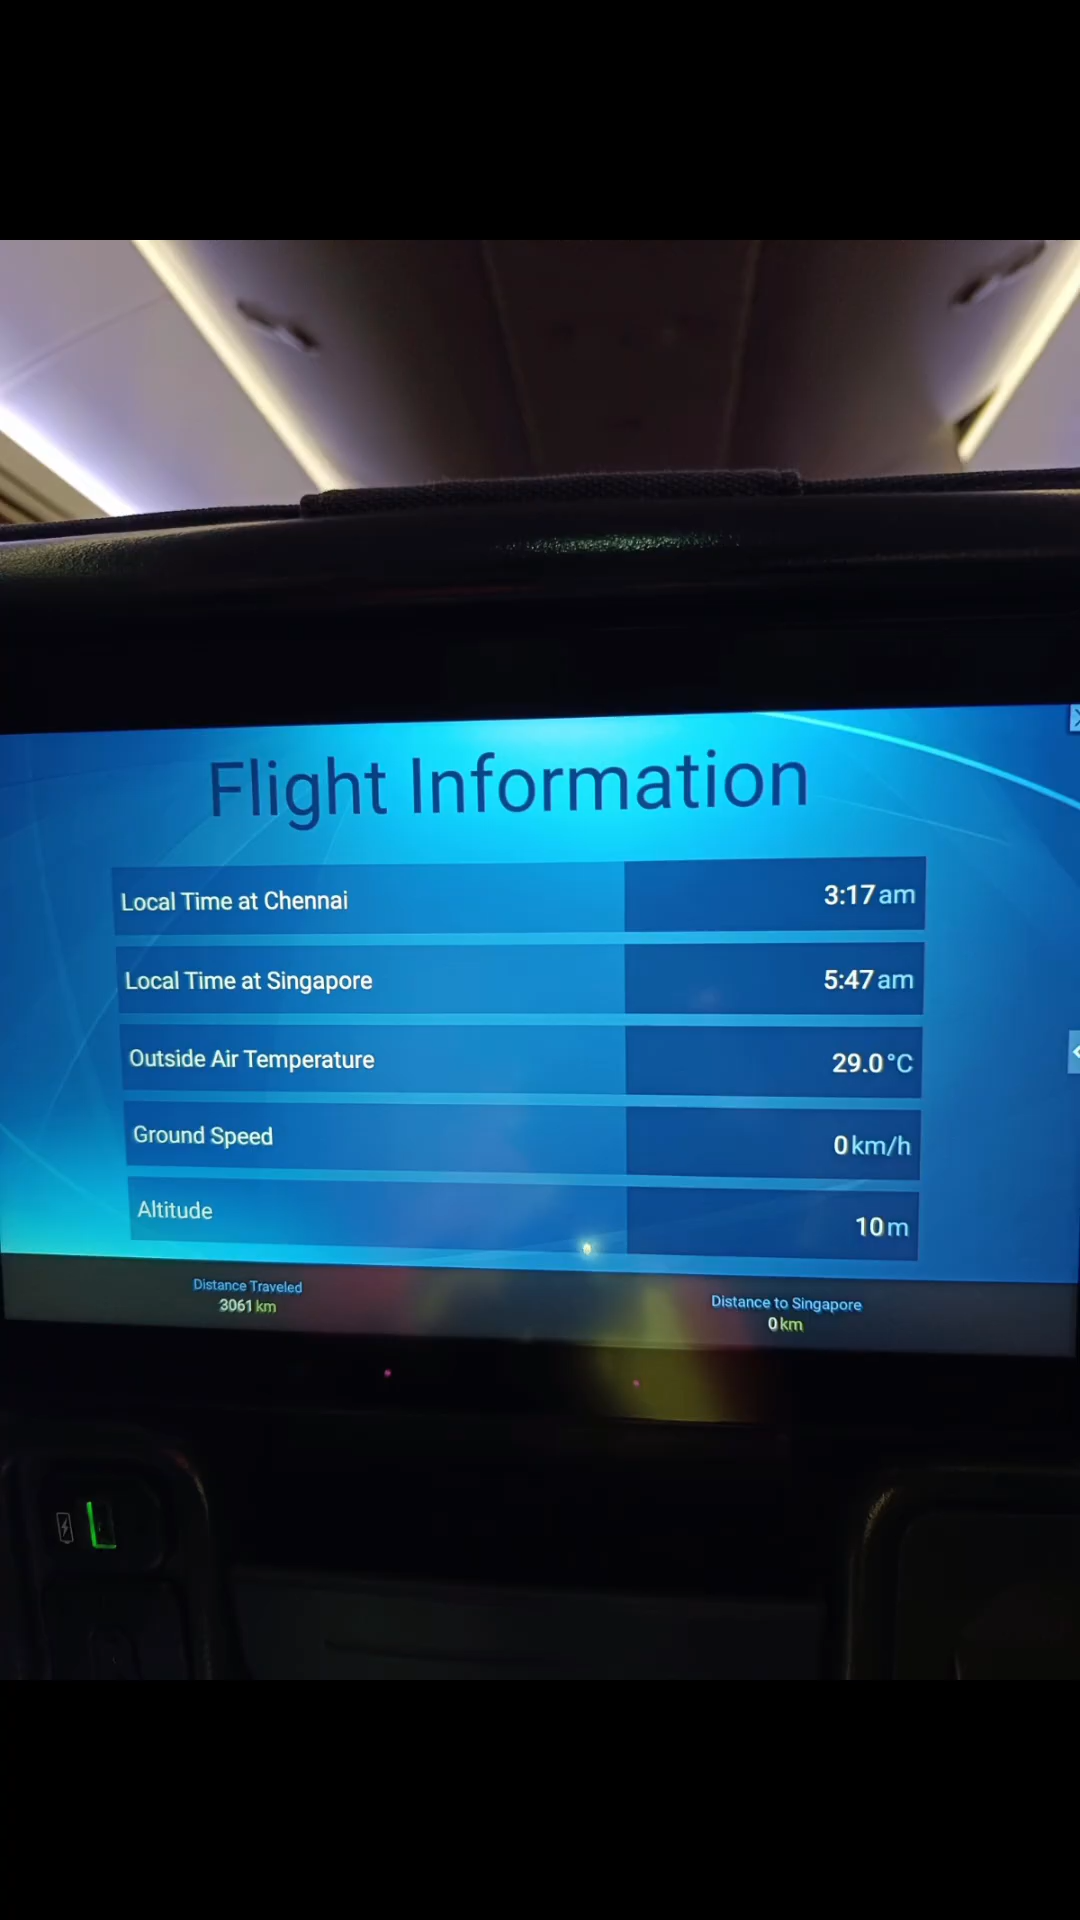 Flight Information
Local Time at Chennai 3:17 am
Local Time at Singapore 5:47 am
Outside Air Temperature 29.0 °C
Ground Speed 0 km/h
Altitude 10 m
Distance Traveled
3061 km
Distance to Singapore
0 km